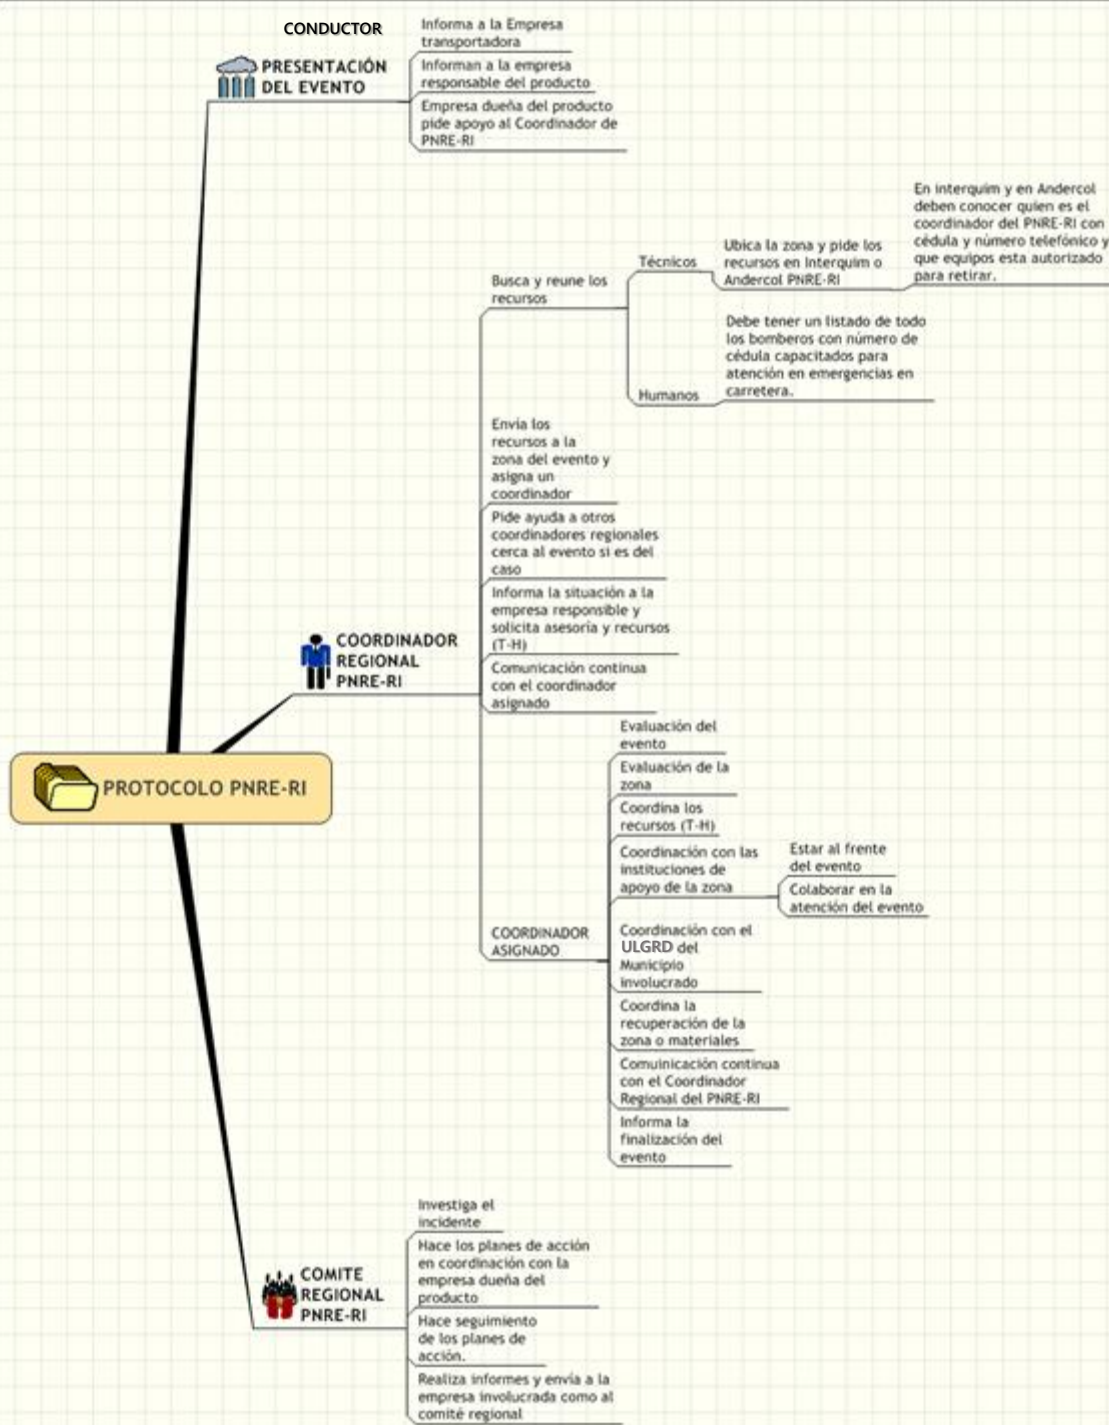 CONDUCTOR
PRESENTACIÓN
DEL EVENTO
Informa a la Empresa
transportadora
Informan a la empresa
responsable del producto
Empresa dueña del producto
pide apoyo al Coordinador de
PNRE-RI
COORDINADOR
REGIONAL
PNRE-RI
Busca y reune los
recursos
Técnicos
Ubica la zona y pide los
recursos en Interquim o
Andercol PNRE-RI
En interquim y en Andercol
deben conocer quien es el
coordinador del PNRE-RI con
cédula y número telefónico y
que equipos esta autorizado
para retirar.
Humanos
Debe tener un listado de todo
los bomberos con número de
cédula capacitados para
atención en emergencias en
carretera.
Envía los
recursos a la
zona del evento y
asigna un
coordinador
Pide ayuda a otros
coordinadores regionales
cerca al evento si es del
caso
Informa la situación a la
empresa responsible y
solicita asesoría y recursos
(T-H)
Comunicación continua
con el coordinador
asignado
COORDINADOR
ASIGNADO
Evaluación del
evento
Evaluación de la
zona
Coordina los
recursos (T-H)
Coordinación con las
instituciones de
apoyo de la zona
Estar al frente
del evento
Colaborar en la
atención del evento
Coordinación con el
ULGRD del
Municipio
involucrado
Coordina la
recuperación de la
zona o materiales
Comuinicación continua
con el Coordinador
Regional del PNRE-RI
Informa la
finalización del
evento
PROTOCOLO PNRE-RI
COMITE
REGIONAL
PNRE-RI
Investiga el
incidente
Hace los planes de acción
en coordinación con la
empresa dueña del
producto
Hace seguimiento
de los planes de
acción.
Realiza informes y envía a la
empresa involucrada como al
comité regional